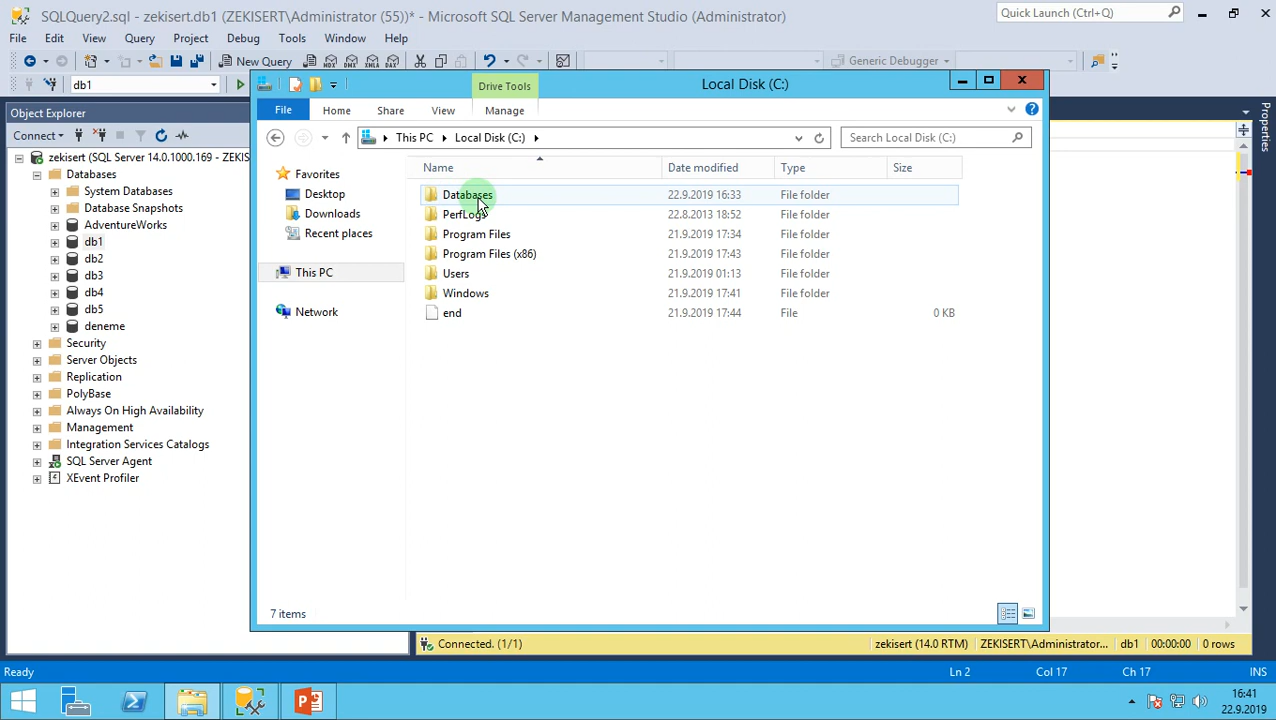 SQLQuery2.sql - zekisert.db1 (ZEKISERT\Administrator (55))* - Microsoft SQL Server Management Studio (Administrator)
Quick Launch (Ctrl+Q)
File Edit View Query Project Debug Tools Window Help
New Query
Generic Debugger
db1
Object Explorer
Connect
zekisert (SQL Server 14.0.1000.169 - ZEKIS
Databases
System Databases
Database Snapshots
AdventureWorks
db1
db2
db3
db4
db5
deneme
Security
Server Objects
Replication
PolyBase
Always On High Availability
Management
Integration Services Catalogs
SQL Server Agent
XEvent Profiler
Drive Tools
Local Disk (C:)
File Home Share View Manage
This PC Local Disk (C:)
Search Local Disk (C:)
Favorites
Desktop
Downloads
Recent places
This PC
Network
Name Date modified Type Size
Databases 22.9.2019 16:33 File folder
PerfLogs 22.8.2013 18:52 File folder
Program Files 21.9.2019 17:34 File folder
Program Files (x86) 21.9.2019 17:43 File folder
Users 21.9.2019 01:13 File folder
Windows 21.9.2019 17:41 File folder
end 21.9.2019 17:44 File 0 KB
7 items
Properties
Connected. (1/1)
zekisert (14.0 RTM) ZEKISERT\Administrator... db1 00:00:00 0 rows
Ready
Ln 2 Col 17 Ch 17 INS
16:41
22.9.2019